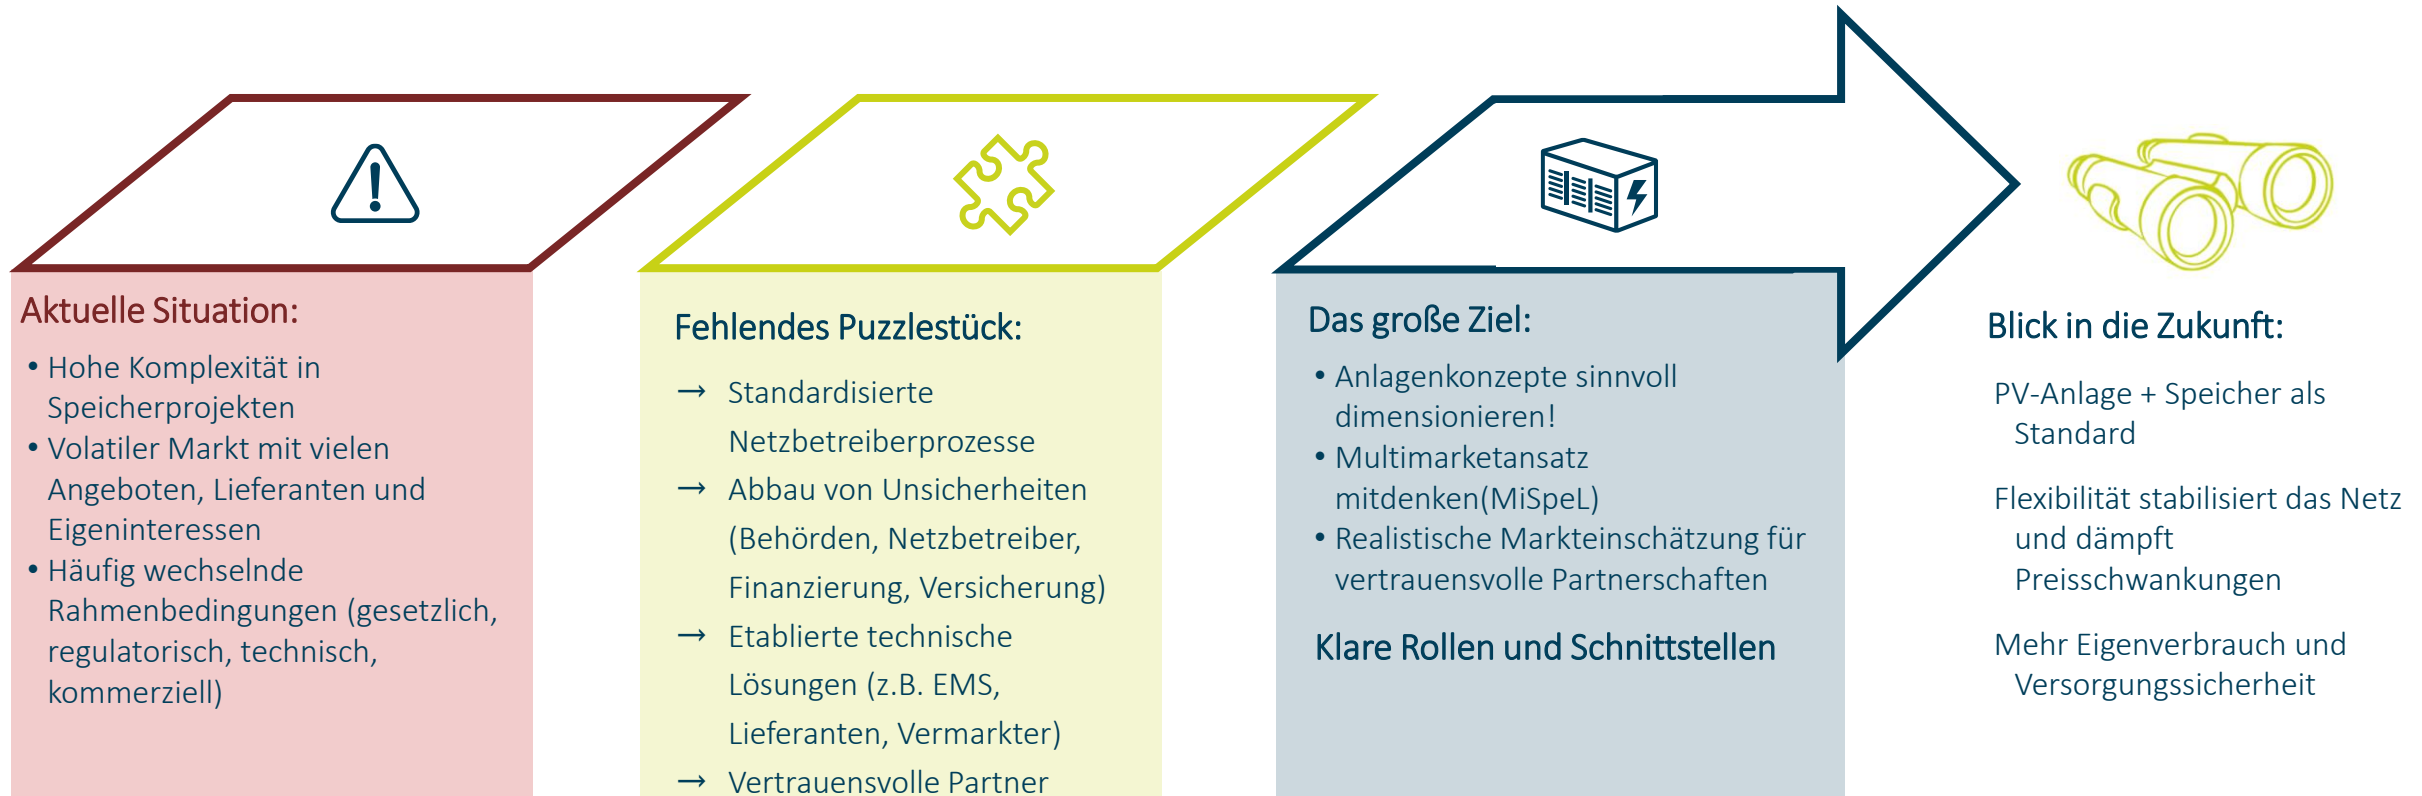 Aktuelle Situation:
• Hohe Komplexität in
Speicherprojekten
• Volatiler Markt mit vielen
Angeboten, Lieferanten und
Eigeninteressen
• Häufig wechselnde
Rahmenbedingungen (gesetzlich,
regulatorisch, technisch,
kommerziell)
Fehlendes Puzzlestück:
→ Standardisierte
Netzbetreiberprozesse
→ Abbau von Unsicherheiten
(Behörden, Netzbetreiber,
Finanzierung, Versicherung)
→ Etablierte technische
Lösungen (z.B. EMS,
Lieferanten, Vermarkter)
→ Vertrauensvolle Partner
Das große Ziel:
• Anlagenkonzepte sinnvoll
dimensionieren!
• Multimarketansatz
mitdenken(MiSpeL)
• Realistische Markteinschätzung für
vertrauensvolle Partnerschaften
Klare Rollen und Schnittstellen
Blick in die Zukunft:
PV-Anlage + Speicher als
Standard
Flexibilität stabilisiert das Netz
und dämpft
Preisschwankungen
Mehr Eigenverbrauch und
Versorgungssicherheit